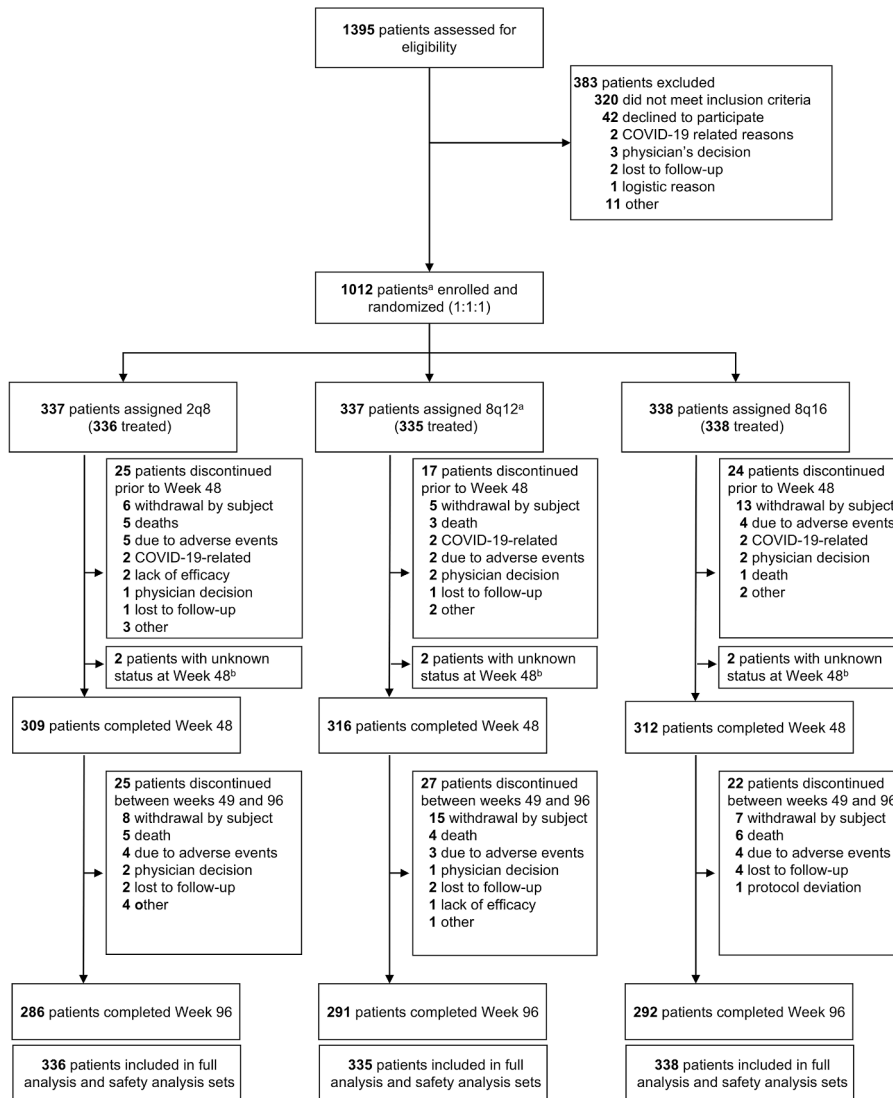 1395 patients assessed for
eligibility
383 patients excluded
320 did not meet inclusion criteria
42 declined to participate
2 COVID-19 related reasons
3 physician's decision
2 lost to follow-up
1 logistic reason
11 other
1012 patientsᵃ enrolled and
randomized (1:1:1)
337 patients assigned 2q8
(336 treated)
337 patients assigned 8q12ᵃ
(335 treated)
338 patients assigned 8q16
(338 treated)
25 patients discontinued
prior to Week 48
6 withdrawal by subject
5 deaths
5 due to adverse events
2 COVID-19-related
2 lack of efficacy
1 physician decision
1 lost to follow-up
3 other
17 patients discontinued
prior to Week 48
5 withdrawal by subject
3 death
2 COVID-19-related
2 due to adverse events
2 physician decision
1 lost to follow-up
2 other
24 patients discontinued
prior to Week 48
13 withdrawal by subject
4 due to adverse events
2 COVID-19-related
2 physician decision
1 death
2 other
2 patients with unknown
status at Week 48ᵇ
2 patients with unknown
status at Week 48ᵇ
2 patients with unknown
status at Week 48ᵇ
309 patients completed Week 48
316 patients completed Week 48
312 patients completed Week 48
25 patients discontinued
between weeks 49 and 96
8 withdrawal by subject
5 death
4 due to adverse events
2 physician decision
2 lost to follow-up
4 other
27 patients discontinued
between weeks 49 and 96
15 withdrawal by subject
4 death
3 due to adverse events
1 physician decision
2 lost to follow-up
1 lack of efficacy
1 other
22 patients discontinued
between weeks 49 and 96
7 withdrawal by subject
6 death
4 due to adverse events
4 lost to follow-up
1 protocol deviation
286 patients completed Week 96
291 patients completed Week 96
292 patients completed Week 96
336 patients included in full
analysis and safety analysis sets
335 patients included in full
analysis and safety analysis sets
338 patients included in full
analysis and safety analysis sets